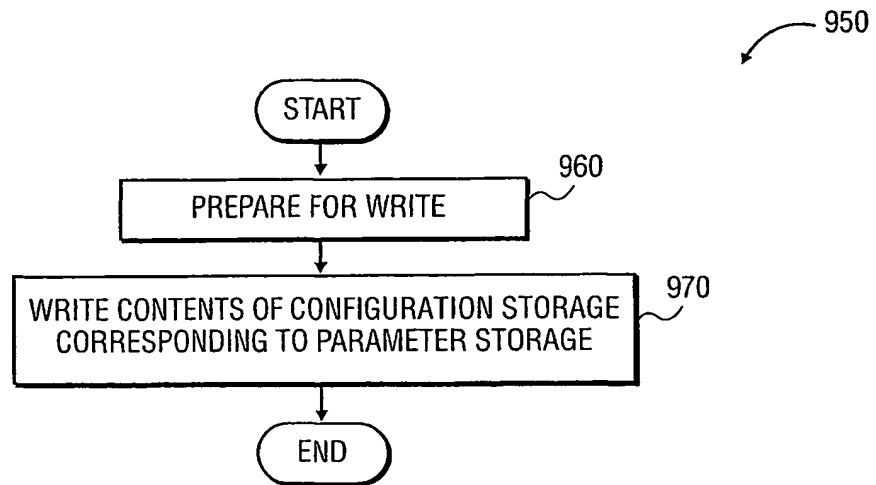 950
START
960
PREPARE FOR WRITE
970
WRITE CONTENTS OF CONFIGURATION STORAGE
CORRESPONDING TO PARAMETER STORAGE
END